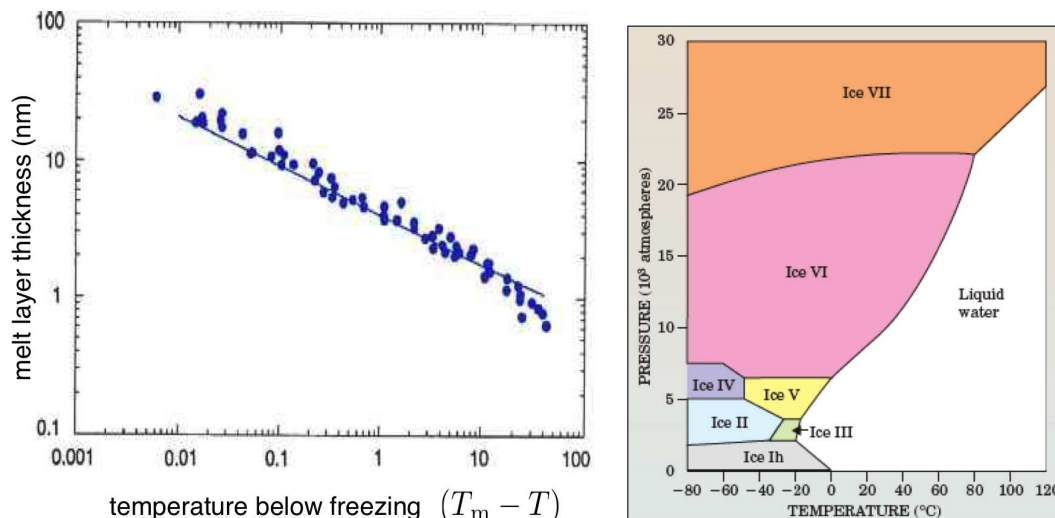 100
10
1
0.1
0.001
0.01
0.1
1
10
100
melt layer thickness (nm)
temperature below freezing (Tₘ − T)
30
25
20
15
10
5
0
PRESSURE (10³ atmospheres)
Ice VII
Ice VI
Liquid
water
Ice IV
Ice V
Ice II
Ice III
Ice Ih
−80 −60 −40 −20 0 20 40 60 80 100 120
TEMPERATURE (°C)